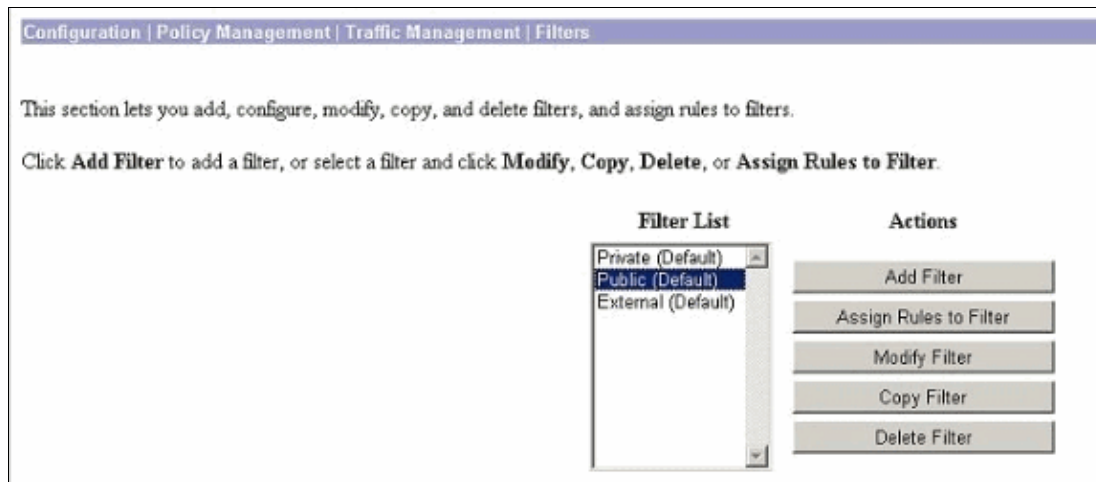 Configuration | Policy Management | Traffic Management | Filters
This section lets you add, configure, modify, copy, and delete filters, and assign rules to filters.
Click Add Filter to add a filter, or select a filter and click Modify, Copy, Delete, or Assign Rules to Filter.
Filter List
Private (Default)
Public (Default)
External (Default)
Actions
Add Filter
Assign Rules to Filter
Modify Filter
Copy Filter
Delete Filter